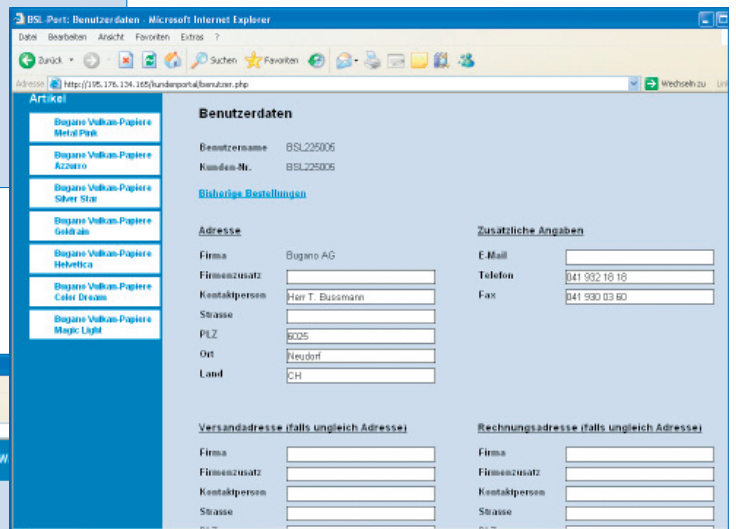 BSL-Port: Benutzerdaten - Microsoft Internet Explorer
Datei Bearbeiten Ansicht Favoriten Extras ?
Zurück Suchen Favoriten
Adresse http://195.176.134.165/kundenportal/benutzer.php Wechseln zu
Artikel
Bugano Vulkan-Papiere
Metal Pink
Bugano Vulkan-Papiere
Azzurro
Bugano Vulkan-Papiere
Silver Star
Bugano Vulkan-Papiere
Goldrain
Bugano Vulkan-Papiere
Helvetica
Bugano Vulkan-Papiere
Color Dream
Bugano Vulkan-Papiere
Magic Light
Benutzerdaten
Benutzername BSL225006
Kunden-Nr. BSL225006
Bisherige Bestellungen
Adresse
Firma Bugano AG
Firmenzusatz
Kontaktperson Herr T. Bussmann
Strasse
PLZ 6025
Ort Neudorf
Land CH
Zusätzliche Angaben
E-Mail
Telefon 041 932 18 18
Fax 041 930 03 60
Versandadresse (falls ungleich Adresse)
Firma
Firmenzusatz
Kontaktperson
Strasse
Rechnungsadresse (falls ungleich Adresse)
Firma
Firmenzusatz
Kontaktperson
Strasse